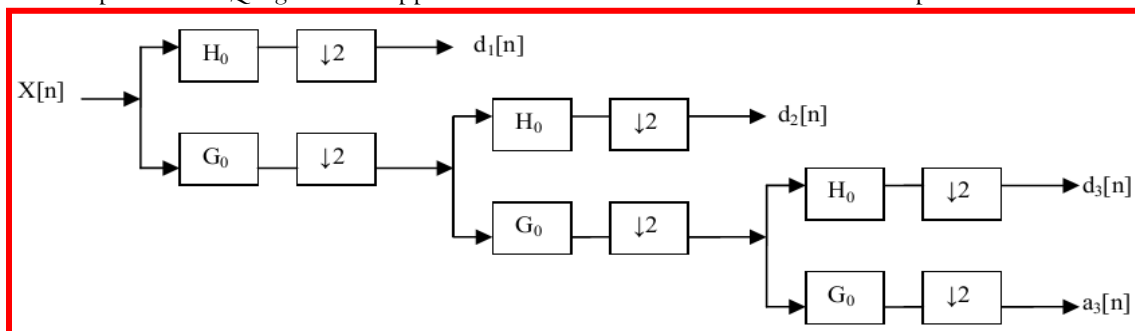 H₀ ↓2 d₁[n]
X[n]
H₀ ↓2 d₂[n]
G₀ ↓2
H₀ ↓2 d₃[n]
G₀ ↓2
G₀ ↓2 a₃[n]